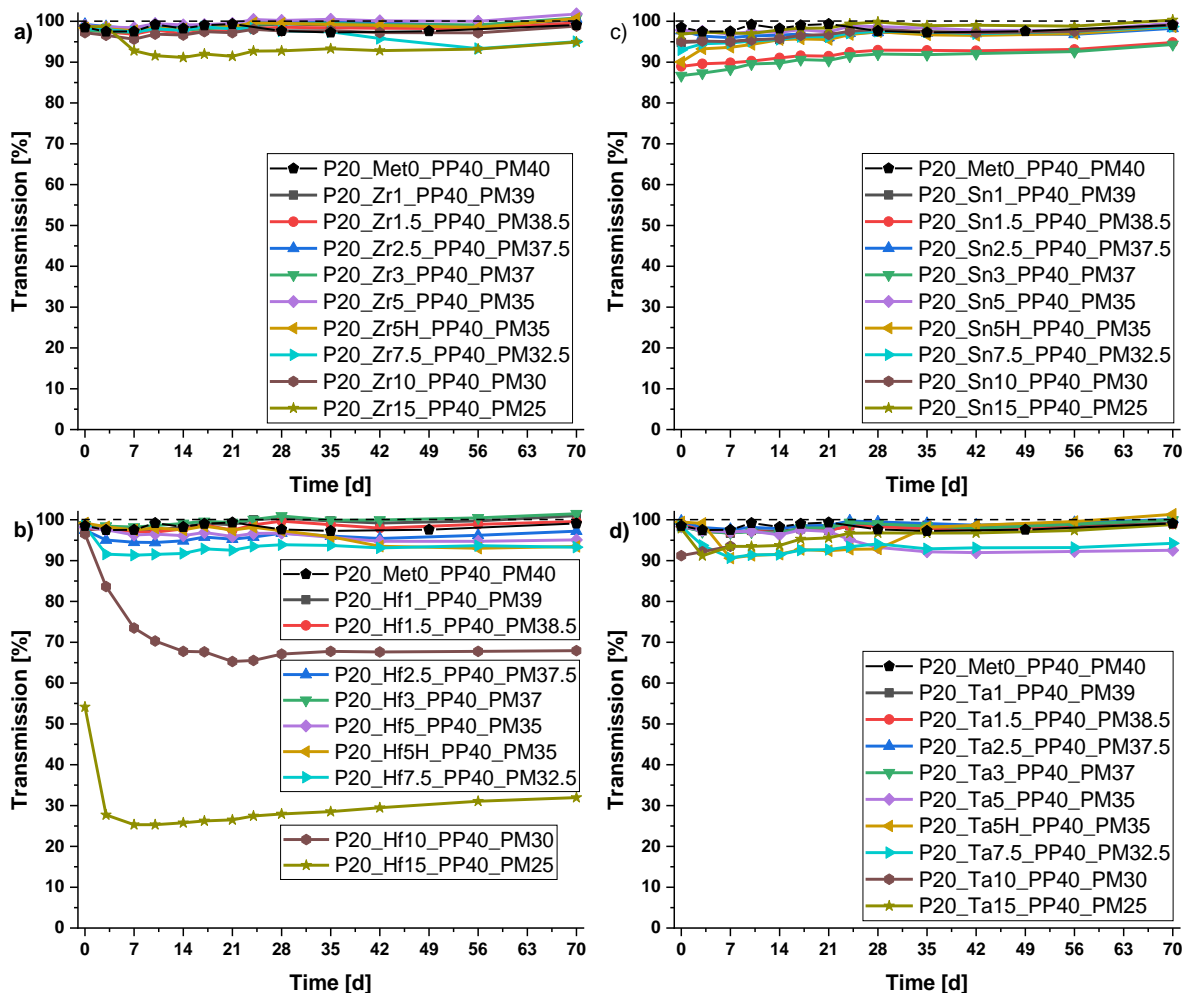 a)
Transmission [%]
100
90
80
70
60
50
40
30
20
10
0
P20_Met0_PP40_PM40
P20_Zr1_PP40_PM39
P20_Zr1.5_PP40_PM38.5
P20_Zr2.5_PP40_PM37.5
P20_Zr3_PP40_PM37
P20_Zr5_PP40_PM35
P20_Zr5H_PP40_PM35
P20_Zr7.5_PP40_PM32.5
P20_Zr10_PP40_PM30
P20_Zr15_PP40_PM25
0 7 14 21 28 35 42 49 56 63 70
Time [d]
c)
Transmission [%]
100
90
80
70
60
50
40
30
20
10
0
P20_Met0_PP40_PM40
P20_Sn1_PP40_PM39
P20_Sn1.5_PP40_PM38.5
P20_Sn2.5_PP40_PM37.5
P20_Sn3_PP40_PM37
P20_Sn5_PP40_PM35
P20_Sn5H_PP40_PM35
P20_Sn7.5_PP40_PM32.5
P20_Sn10_PP40_PM30
P20_Sn15_PP40_PM25
0 7 14 21 28 35 42 49 56 63 70
Time [d]
b)
Transmission [%]
100
90
80
70
60
50
40
30
20
10
0
P20_Met0_PP40_PM40
P20_Hf1_PP40_PM39
P20_Hf1.5_PP40_PM38.5
P20_Hf2.5_PP40_PM37.5
P20_Hf3_PP40_PM37
P20_Hf5_PP40_PM35
P20_Hf5H_PP40_PM35
P20_Hf7.5_PP40_PM32.5
P20_Hf10_PP40_PM30
P20_Hf15_PP40_PM25
0 7 14 21 28 35 42 49 56 63 70
Time [d]
d)
Transmission [%]
100
90
80
70
60
50
40
30
20
10
0
P20_Met0_PP40_PM40
P20_Ta1_PP40_PM39
P20_Ta1.5_PP40_PM38.5
P20_Ta2.5_PP40_PM37.5
P20_Ta3_PP40_PM37
P20_Ta5_PP40_PM35
P20_Ta5H_PP40_PM35
P20_Ta7.5_PP40_PM32.5
P20_Ta10_PP40_PM30
P20_Ta15_PP40_PM25
0 7 14 21 28 35 42 49 56 63 70
Time [d]